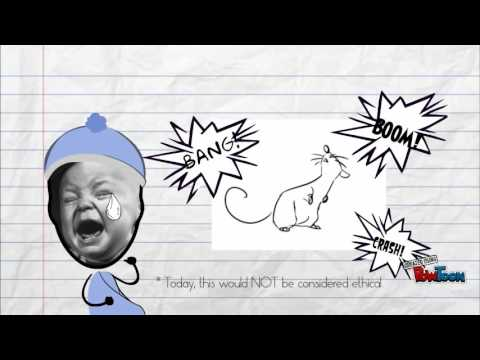 BANG!
BOOM!
CRASH!
* Today, this would NOT be considered ethical
PowToon